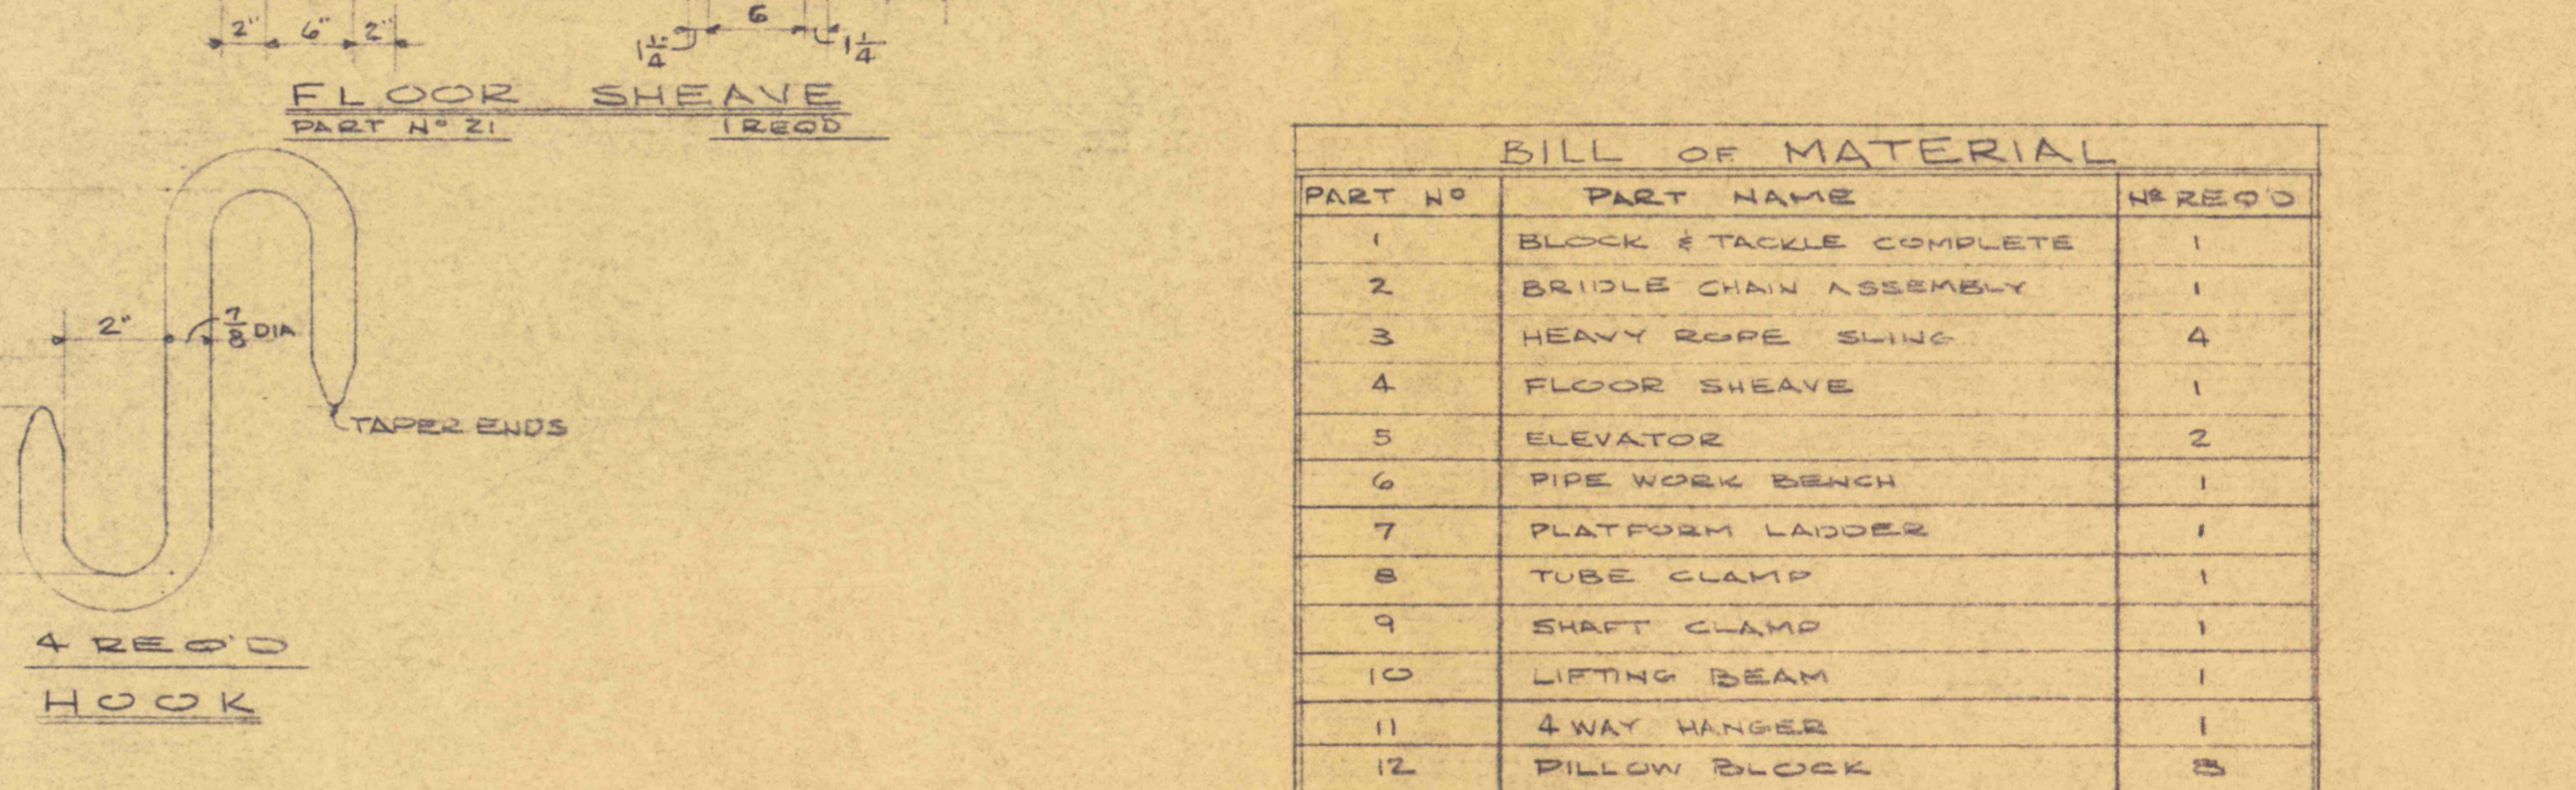 2" 6" 2"
1 1/4" 6 1 1/4
FLOOR SHEAVE
PART Nº 21 1 REQD
2" 7/8 DIA
TAPER ENDS
4 REQ'D
HOOK
BILL OF MATERIAL
PART Nº PART NAME Nº REQ'D
1 BLOCK & TACKLE COMPLETE 1
2 BRIDLE CHAIN ASSEMBLY 1
3 HEAVY ROPE SLING 4
4 FLOOR SHEAVE 1
5 ELEVATOR 2
6 PIPE WORK BENCH 1
7 PLATFORM LADDER 1
8 TUBE CLAMP 1
9 SHAFT CLAMP 1
10 LIFTING BEAM 1
11 4 WAY HANGER 1
12 PILLOW BLOCK 8